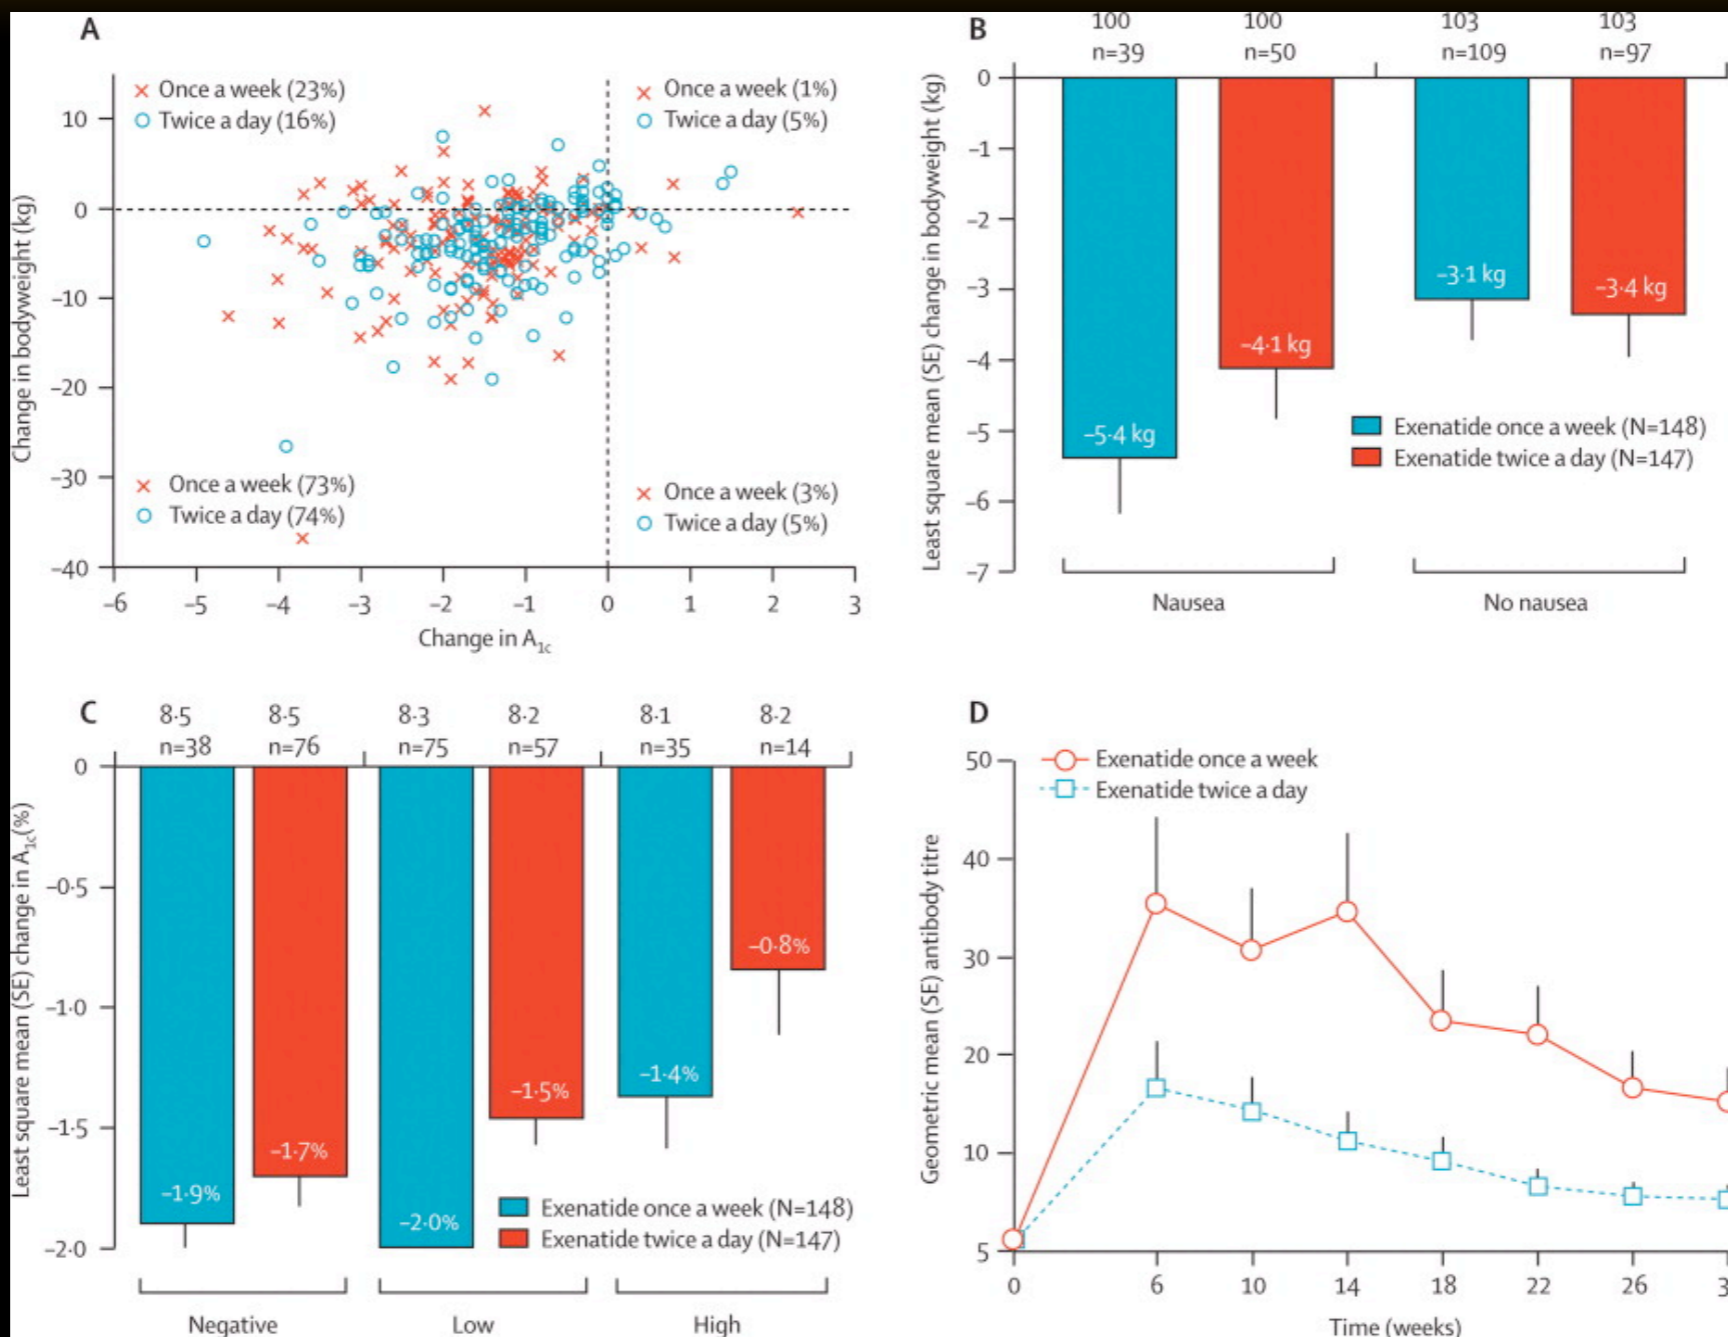 A
Once a week (23%)
Twice a day (16%)
Once a week (1%)
Twice a day (5%)
Once a week (73%)
Twice a day (74%)
Once a week (3%)
Twice a day (5%)
10
0
−10
−20
−30
−40
−6 −5 −4 −3 −2 −1 0 1 2 3
Change in bodyweight (kg)
Change in A1c
B
100 100 103 103
n=39 n=50 n=109 n=97
0
−1
−2
−3
−4
−5
−6
−7
Least square mean (SE) change in bodyweight (kg)
−5·4 kg
−4·1 kg
−3·1 kg
−3·4 kg
Exenatide once a week (N=148)
Exenatide twice a day (N=147)
Nausea No nausea
C
8·5 8·5 8·3 8·2 8·1 8·2
n=38 n=76 n=75 n=57 n=35 n=14
0
−0·5
−1·0
−1·5
−2·0
Least square mean (SE) change in A1c(%)
−1·9%
−1·7%
−2·0%
−1·5%
−1·4%
−0·8%
Exenatide once a week (N=148)
Exenatide twice a day (N=147)
Negative Low High
D
Exenatide once a week
Exenatide twice a day
50
40
30
20
10
5
Geometric mean (SE) antibody titre
0 6 10 14 18 22 26
Time (weeks)